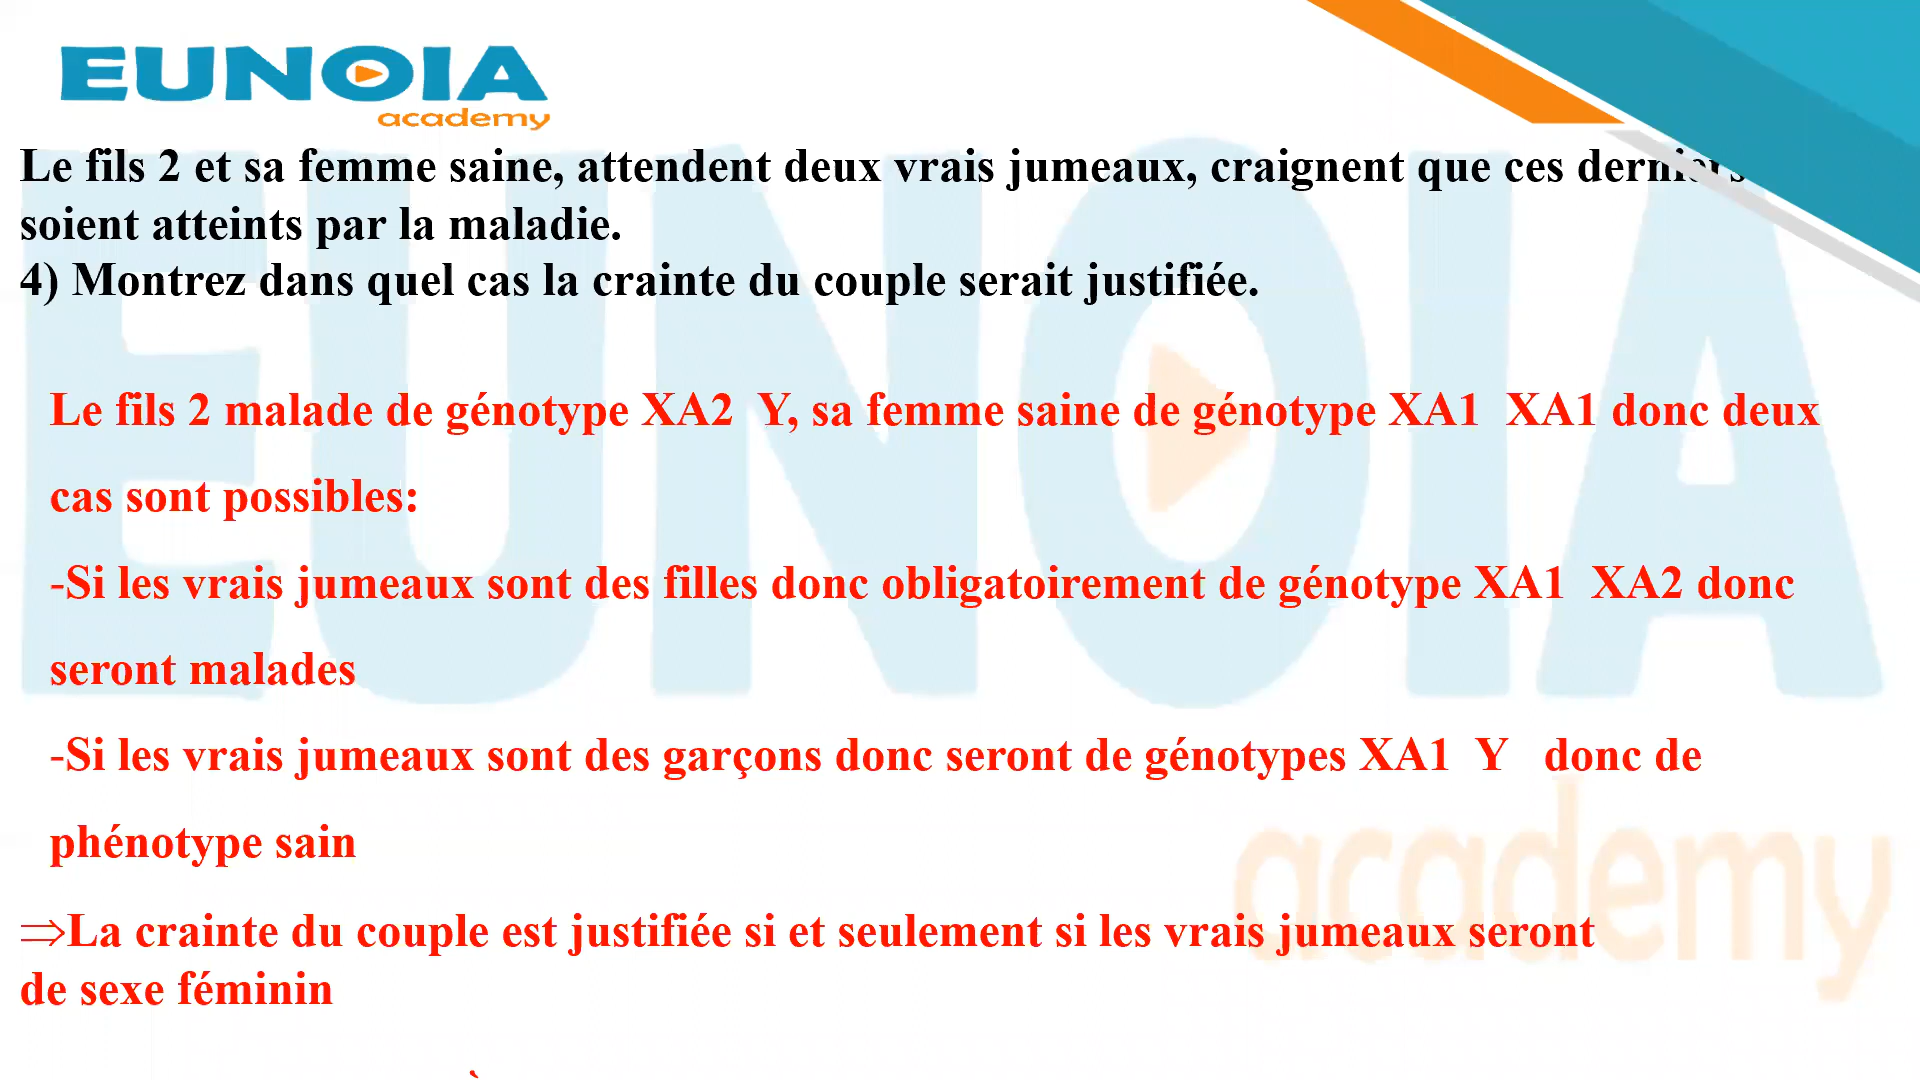 EUNOIA
academy
Le fils 2 et sa femme saine, attendent deux vrais jumeaux, craignent que ces derniers
soient atteints par la maladie.
4) Montrez dans quel cas la crainte du couple serait justifiée.
Le fils 2 malade de génotype XA2 Y, sa femme saine de génotype XA1 XA1 donc deux
cas sont possibles:
-Si les vrais jumeaux sont des filles donc obligatoirement de génotype XA1 XA2 donc
seront malades
-Si les vrais jumeaux sont des garçons donc seront de génotypes XA1 Y donc de
phénotype sain
⇒La crainte du couple est justifiée si et seulement si les vrais jumeaux seront
de sexe féminin
EUNOIA
academy